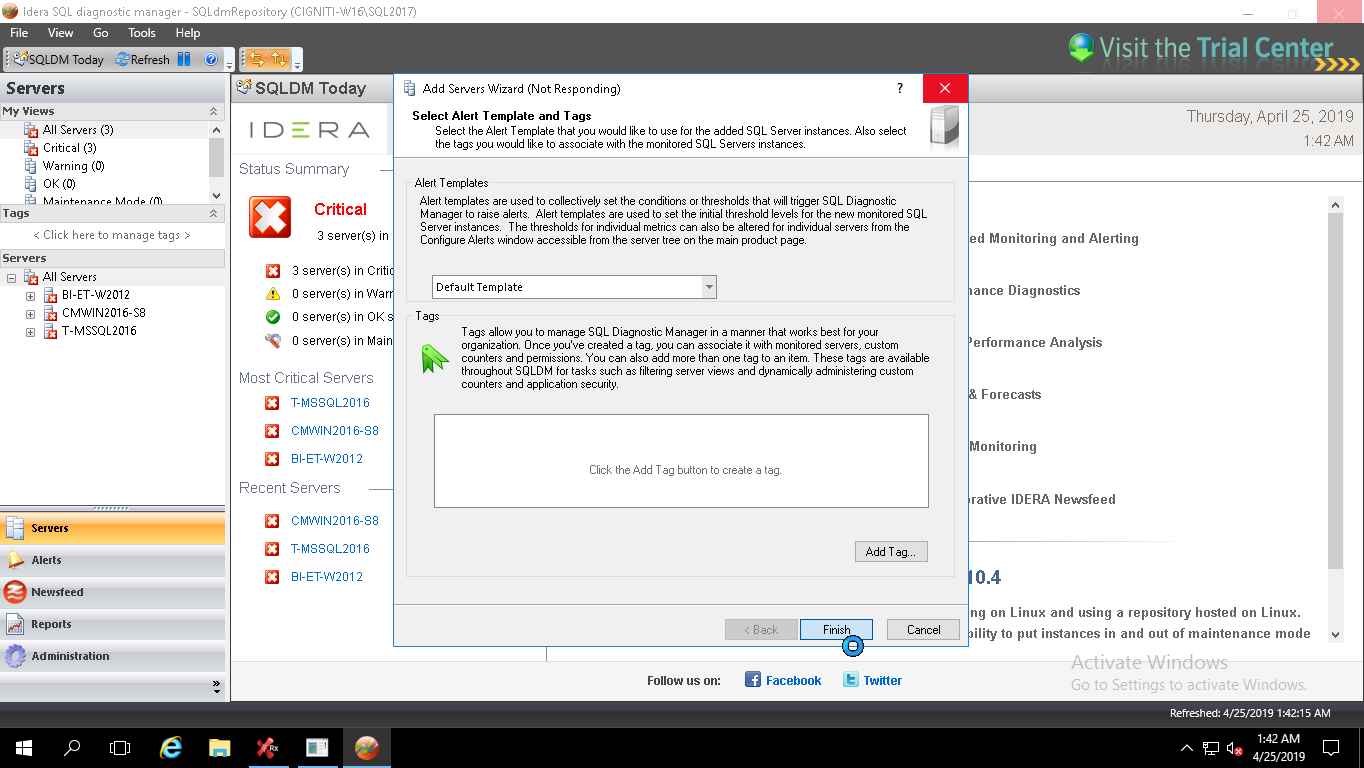 Idera SQL diagnostic manager - SQLdmRepository (CIGNITI-W16\SQL2017)
File View Go Tools Help
SQLDM Today Refresh
Visit the Trial Center
Servers
My Views
All Servers (3)
Critical (3)
Warning (0)
OK (0)
Maintenance Mode (0)
Tags
< Click here to manage tags >
Servers
All Servers
BI-ET-W2012
CMWIN2016-S8
T-MSSQL2016
Servers
Alerts
Newsfeed
Reports
Administration
SQLDM Today
IDERA
Thursday, April 25, 2019
1:42 AM
Status Summary
Critical
3 server(s) in
3 server(s) in Critic
0 server(s) in Warr
0 server(s) in OK s
0 server(s) in Main
Most Critical Servers
T-MSSQL2016
CMWIN2016-S8
BI-ET-W2012
Recent Servers
CMWIN2016-S8
T-MSSQL2016
BI-ET-W2012
Add Servers Wizard (Not Responding)
?
Select Alert Template and Tags
Select the Alert Template that you would like to use for the added SQL Server instances. Also select
the tags you would like to associate with the monitored SQL Servers instances.
Alert Templates
Alert templates are used to collectively set the conditions or thresholds that will trigger SQL Diagnostic
Manager to raise alerts. Alert templates are used to set the initial threshold levels for the new monitored SQL
Server instances. The thresholds for individual metrics can also be altered for individual servers from the
Configure Alerts window accessible from the server tree on the main product page.
Default Template
Tags
Tags allow you to manage SQL Diagnostic Manager in a manner that works best for your
organization. Once you've created a tag, you can associate it with monitored servers, custom
counters and permissions. You can also add more than one tag to an item. These tags are available
throughout SQLDM for tasks such as filtering server views and dynamically administering custom
counters and application security.
Click the Add Tag button to create a tag.
Add Tag...
< Back Finish Cancel
ed Monitoring and Alerting
nance Diagnostics
Performance Analysis
& Forecasts
Monitoring
orative IDERA Newsfeed
10.4
ng on Linux and using a repository hosted on Linux.
bility to put instances in and out of maintenance mode
Follow us on: Facebook Twitter
Activate Windows
Go to Settings to activate Windows.
Refreshed: 4/25/2019 1:42:15 AM
Rx
1:42 AM
4/25/2019